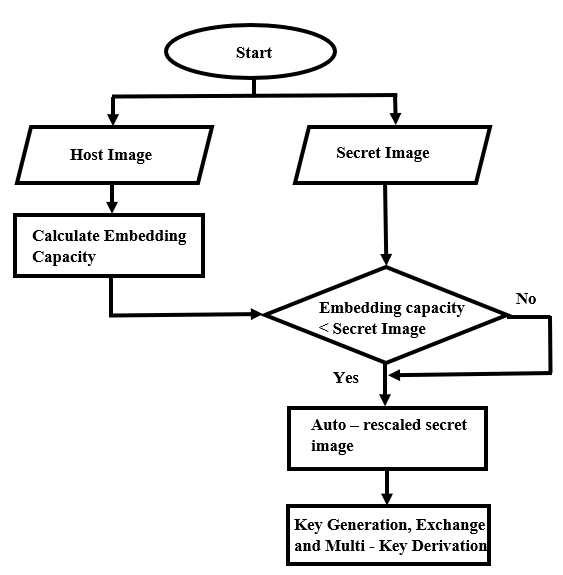 Start
Host Image
Secret Image
Calculate Embedding
Capacity
Embedding capacity
< Secret Image
No
Yes
Auto – rescaled secret
image
Key Generation, Exchange
and Multi - Key Derivation